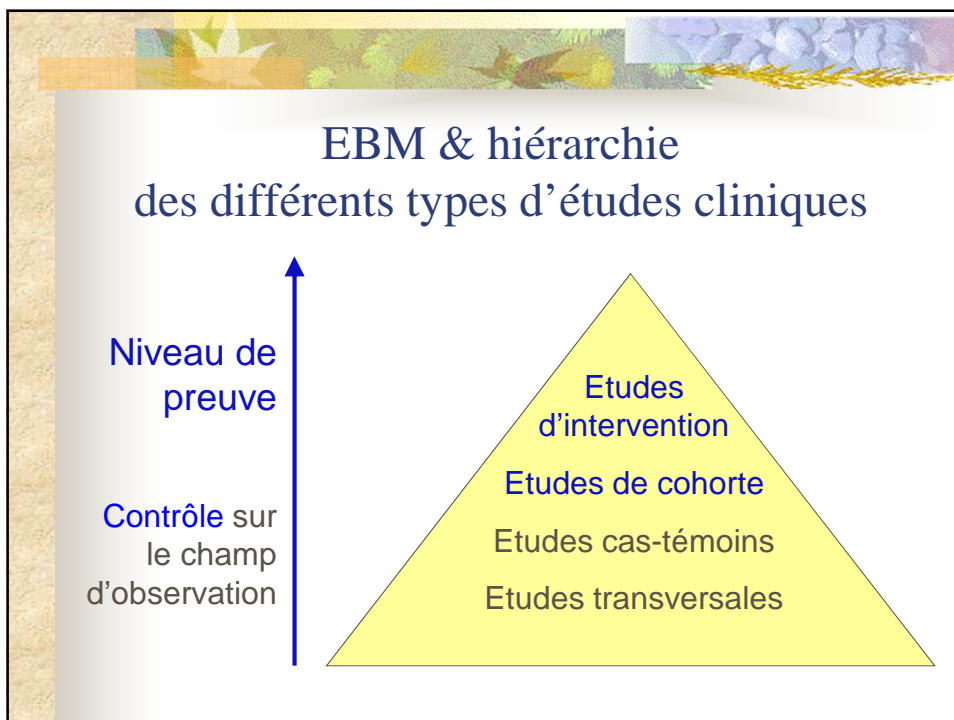 EBM & hiérarchie
des différents types d’études cliniques
Niveau de
preuve
Contrôle sur
le champ
d'observation
Etudes
d’intervention
Etudes de cohorte
Etudes cas-témoins
Etudes transversales